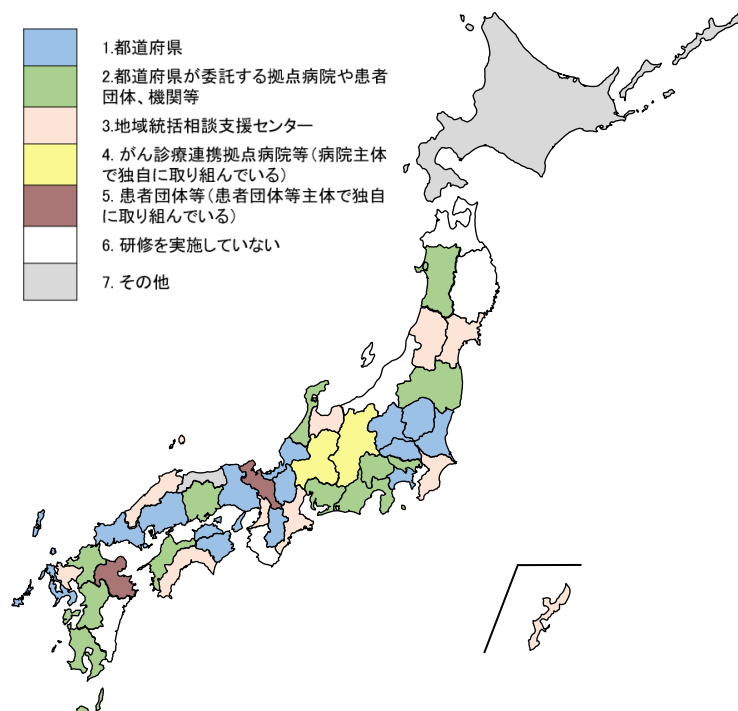 1.都道府県
2.都道府県が委託する拠点病院や患者
団体、機関等
3.地域統括相談支援センター
4. がん診療連携拠点病院等(病院主体
で独自に取り組んでいる)
5. 患者団体等(患者団体等主体で独自
に取り組んでいる)
6. 研修を実施していない
7. その他